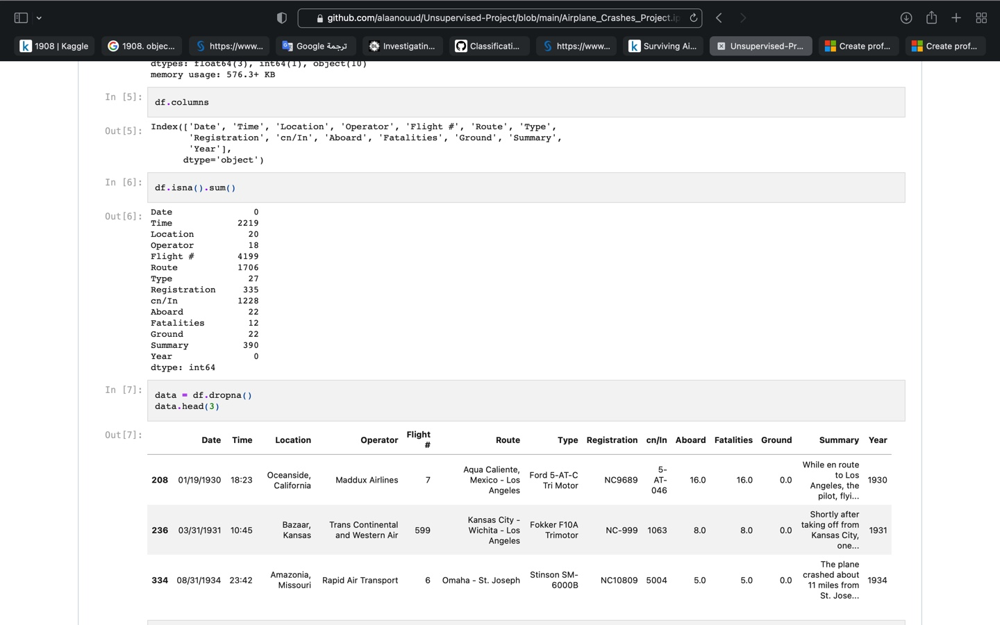 github.com/alaanouud/Unsupervised-Project/blob/main/Airplane_Crashes_Project.ip
1908 | Kaggle
1908. objec...
https://www...
ترجمة Google
Investigatin...
Classificati...
https://www...
Surviving Ai...
Unsupervised-Pr...
Create prof...
Create prof...
dtypes: float64(3), int64(1), object(10)
memory usage: 576.3+ KB
In [5]:
df.columns
Out[5]:
Index(['Date', 'Time', 'Location', 'Operator', 'Flight #', 'Route', 'Type',
'Registration', 'cn/In', 'Aboard', 'Fatalities', 'Ground', 'Summary',
'Year'],
dtype='object')
In [6]:
df.isna().sum()
Out[6]:
Date 0
Time 2219
Location 20
Operator 18
Flight # 4199
Route 1706
Type 27
Registration 335
cn/In 1228
Aboard 22
Fatalities 12
Ground 22
Summary 390
Year 0
dtype: int64
In [7]:
data = df.dropna()
data.head(3)
Out[7]:
Date Time Location Operator Flight # Route Type Registration cn/In Aboard Fatalities Ground Summary Year
208 01/19/1930 18:23 Oceanside, California Maddux Airlines 7 Aqua Caliente, Mexico - Los Angeles Ford 5-AT-C Tri Motor NC9689 5-AT-046 16.0 16.0 0.0 While en route to Los Angeles, the pilot, flyi... 1930
236 03/31/1931 10:45 Bazaar, Kansas Trans Continental and Western Air 599 Kansas City - Wichita - Los Angeles Fokker F10A Trimotor NC-999 1063 8.0 8.0 0.0 Shortly after taking off from Kansas City, one... 1931
334 08/31/1934 23:42 Amazonia, Missouri Rapid Air Transport 6 Omaha - St. Joseph Stinson SM-6000B NC10809 5004 5.0 5.0 0.0 The plane crashed about 11 miles from St. Jose... 1934